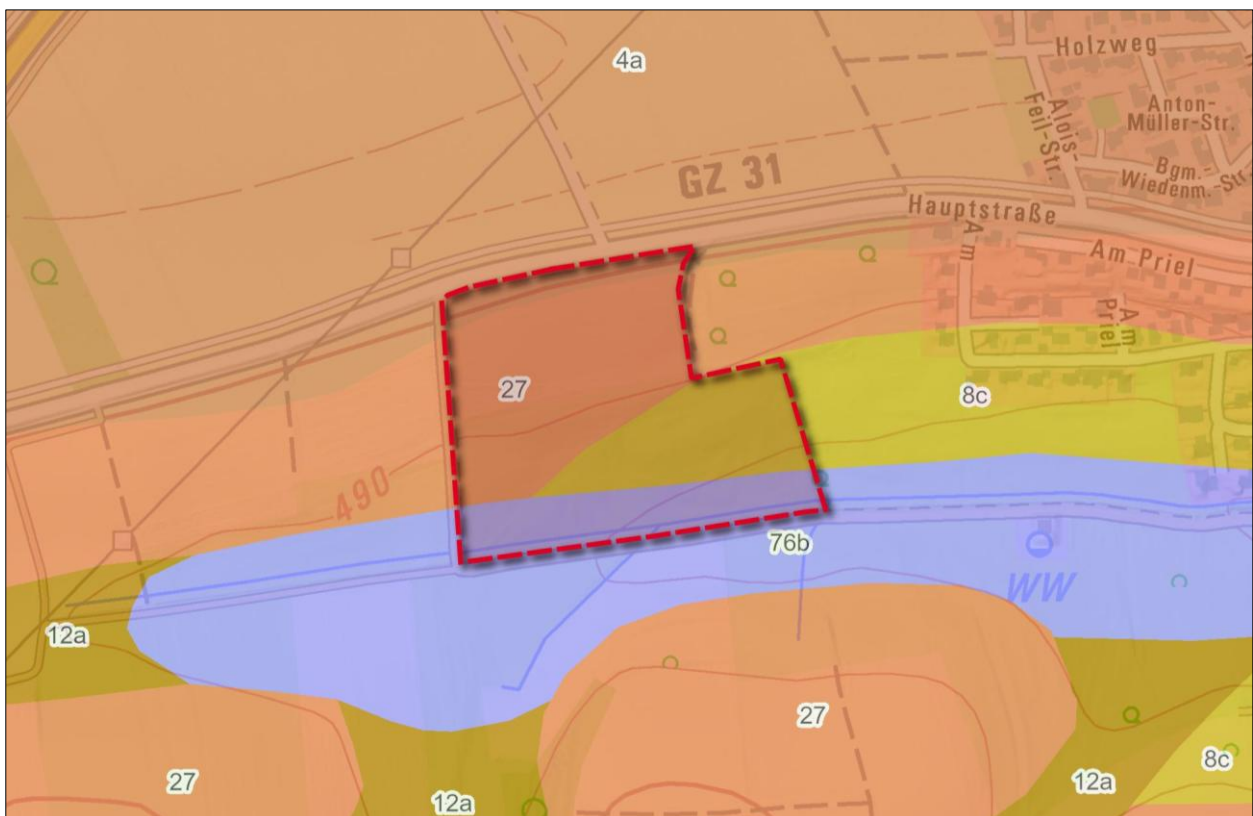 4a
Holzweg
Anton-
Müller-Str.
Alois-
Feil-Str.
Bgm.-
Wiedenm.-Str.
GZ 31
Hauptstraße
Am
Am Priel
Am
Priel
27
8c
490
76b
WW
12a
27
27
12a
12a
8c